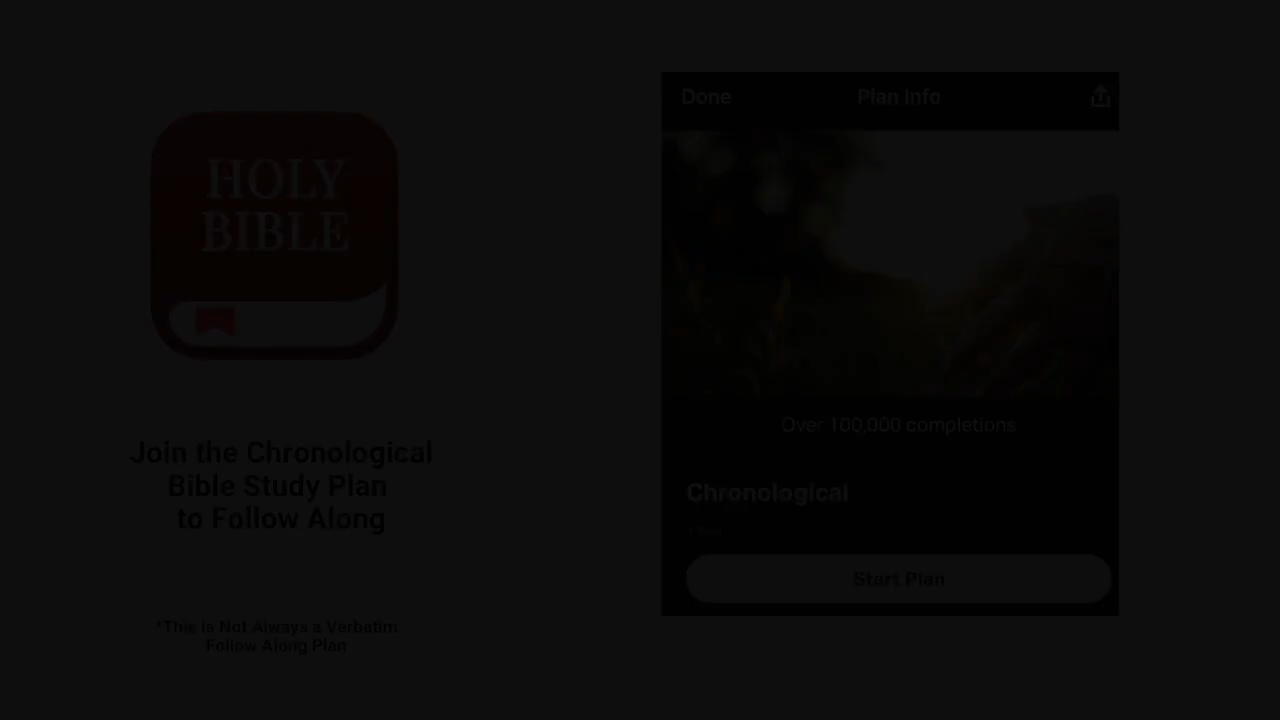 HOLY
BIBLE
Join the Chronological
Bible Study Plan
to Follow Along
*This is Not Always a Verbatim
Follow Along Plan
Done
Plan Info
Over 100,000 completions
Chronological
Start Plan